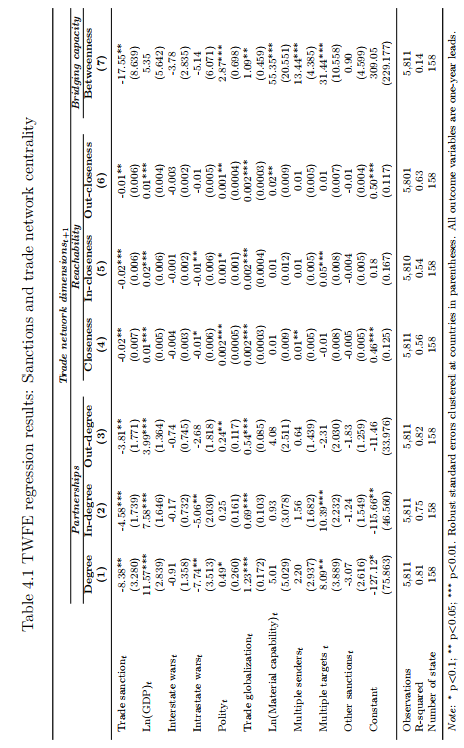 Table 4.1 TWFE regression results: Sanctions and trade network centrality
Trade network dimensions t+1
Partnerships Reachability Bridging capacity
Degree In-degree Out-degree Closeness In-closeness Out-closeness Betweenness
(1) (2) (3) (4) (5) (6) (7)
Trade sanction t -8.38** -4.58*** -3.81** -0.02** -0.02*** -0.01** -17.55**
(3.280) (1.739) (1.771) (0.007) (0.006) (0.006) (8.639)
Ln(GDP) t 11.57*** 7.58*** 3.99*** 0.01*** 0.02*** 0.01*** 5.35
(2.839) (1.646) (1.364) (0.005) (0.006) (0.004) (5.642)
Interstate wars t -0.91 -0.17 -0.74 -0.004 -0.001 -0.003 -3.78
(1.358) (0.745) (0.003) (0.002) (0.002) (2.835)
Intrastate wars t -7.74** -5.06** -2.68 -0.01* -0.01** -0.01 -5.14
(3.513) (2.030) (1.818) (0.006) (0.006) (0.005) (6.071)
Polity t 0.49* 0.25 0.24** 0.002*** 0.001* 0.001** 2.87***
(0.260) (0.161) (0.117) (0.0005) (0.001) (0.0004) (0.698)
Trade globalization t 1.23*** 0.69*** 0.54*** 0.002*** 0.002*** 0.002*** 1.09**
(0.172) (0.103) (0.085) (0.0003) (0.0004) (0.0003) (0.459)
Ln(Material capability) t 5.01 0.93 4.08 0.01 0.01 0.02** 55.35***
(5.029) (3.078) (2.511) (0.009) (0.012) (0.009) (20.551)
Multiple senders t 2.20 1.56 0.64 0.01** 0.01 0.01 13.44***
(2.937) (1.682) (1.439) (0.005) (0.005) (0.005) (4.385)
Multiple targets t 8.09** 10.39*** -2.31 -0.01 0.05*** 0.01 31.44***
(3.889) (2.232) (2.030) (0.008) (0.008) (0.007) (10.558)
Other sanctions t -3.07 -1.24 -1.83 -0.005 -0.004 -0.01 0.90
(2.616) (1.549) (1.259) (0.005) (0.005) (0.004) (4.599)
Constant -127.12* -115.66** -11.46 0.46*** 0.18 0.50*** 309.05
(75.863) (46.560) (33.976) (0.125) (0.167) (0.117) (229.177)
Observations 5,811 5,811 5,811 5,811 5,810 5,801 5,811
R-squared 0.81 0.75 0.82 0.56 0.54 0.63 0.14
Number of state 158 158 158 158 158 158 158
Note: * p<0.1; ** p<0.05; *** p<0.01. Robust standard errors clustered at countries in parentheses. All outcome variables are one-year leads.